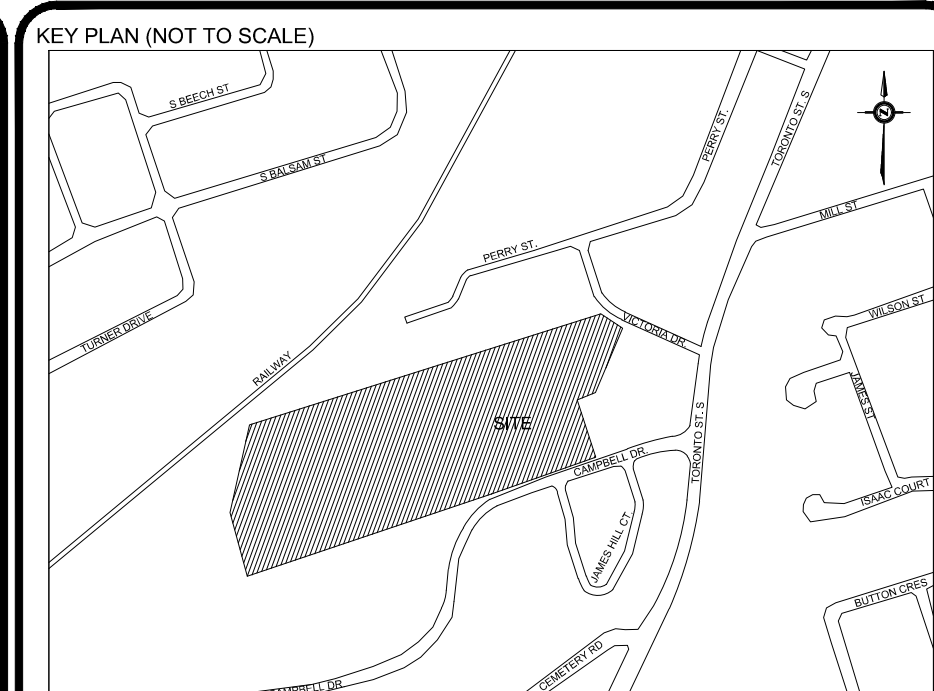 KEY PLAN (NOT TO SCALE)
S BEECH ST
S BALSAM ST
PERRY ST.
TORONTO ST. S
N
MILL ST
PERRY ST.
WILSON ST
VICTORIA DR.
TURNER DRIVE
RAILWAY
JAMES ST
SITE
TORONTO ST. S
CAMPBELL DR.
ISAAC COURT
JAMES HILL CT.
BUTTON CRES
CEMETERY RD
CAMPBELL DR